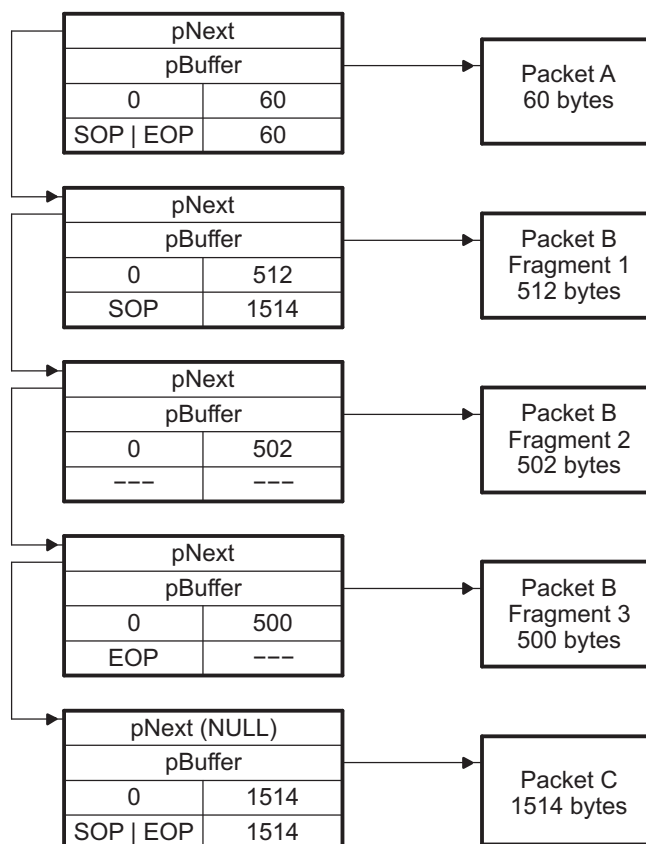 pNext
pBuffer
0 60
SOP | EOP 60
Packet A
60 bytes
pNext
pBuffer
0 512
SOP 1514
Packet B
Fragment 1
512 bytes
pNext
pBuffer
0 502
−−− −−−
Packet B
Fragment 2
502 bytes
pNext
pBuffer
0 500
EOP −−−
Packet B
Fragment 3
500 bytes
pNext (NULL)
pBuffer
0 1514
SOP | EOP 1514
Packet C
1514 bytes